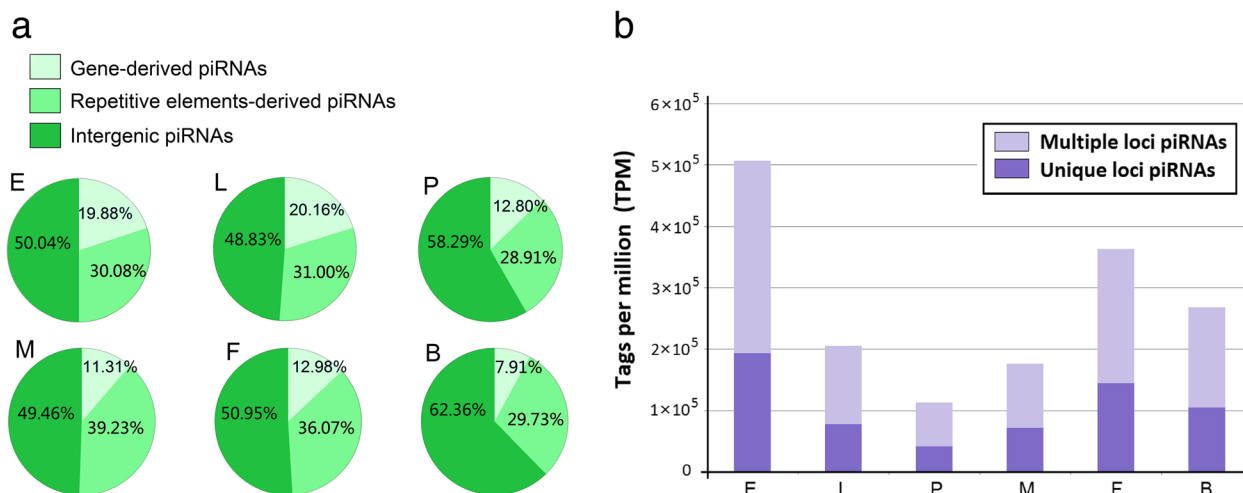 a
Gene-derived piRNAs
Repetitive elements-derived piRNAs
Intergenic piRNAs
E
19.88%
50.04%
30.08%
L
20.16%
48.83%
31.00%
P
12.80%
58.29%
28.91%
M
11.31%
49.46%
39.23%
F
12.98%
50.95%
36.07%
B
7.91%
62.36%
29.73%
b
Tags per million (TPM)
6×10⁵
5×10⁵
4×10⁵
3×10⁵
2×10⁵
1×10⁵
0
Multiple loci piRNAs
Unique loci piRNAs
E L P M F B